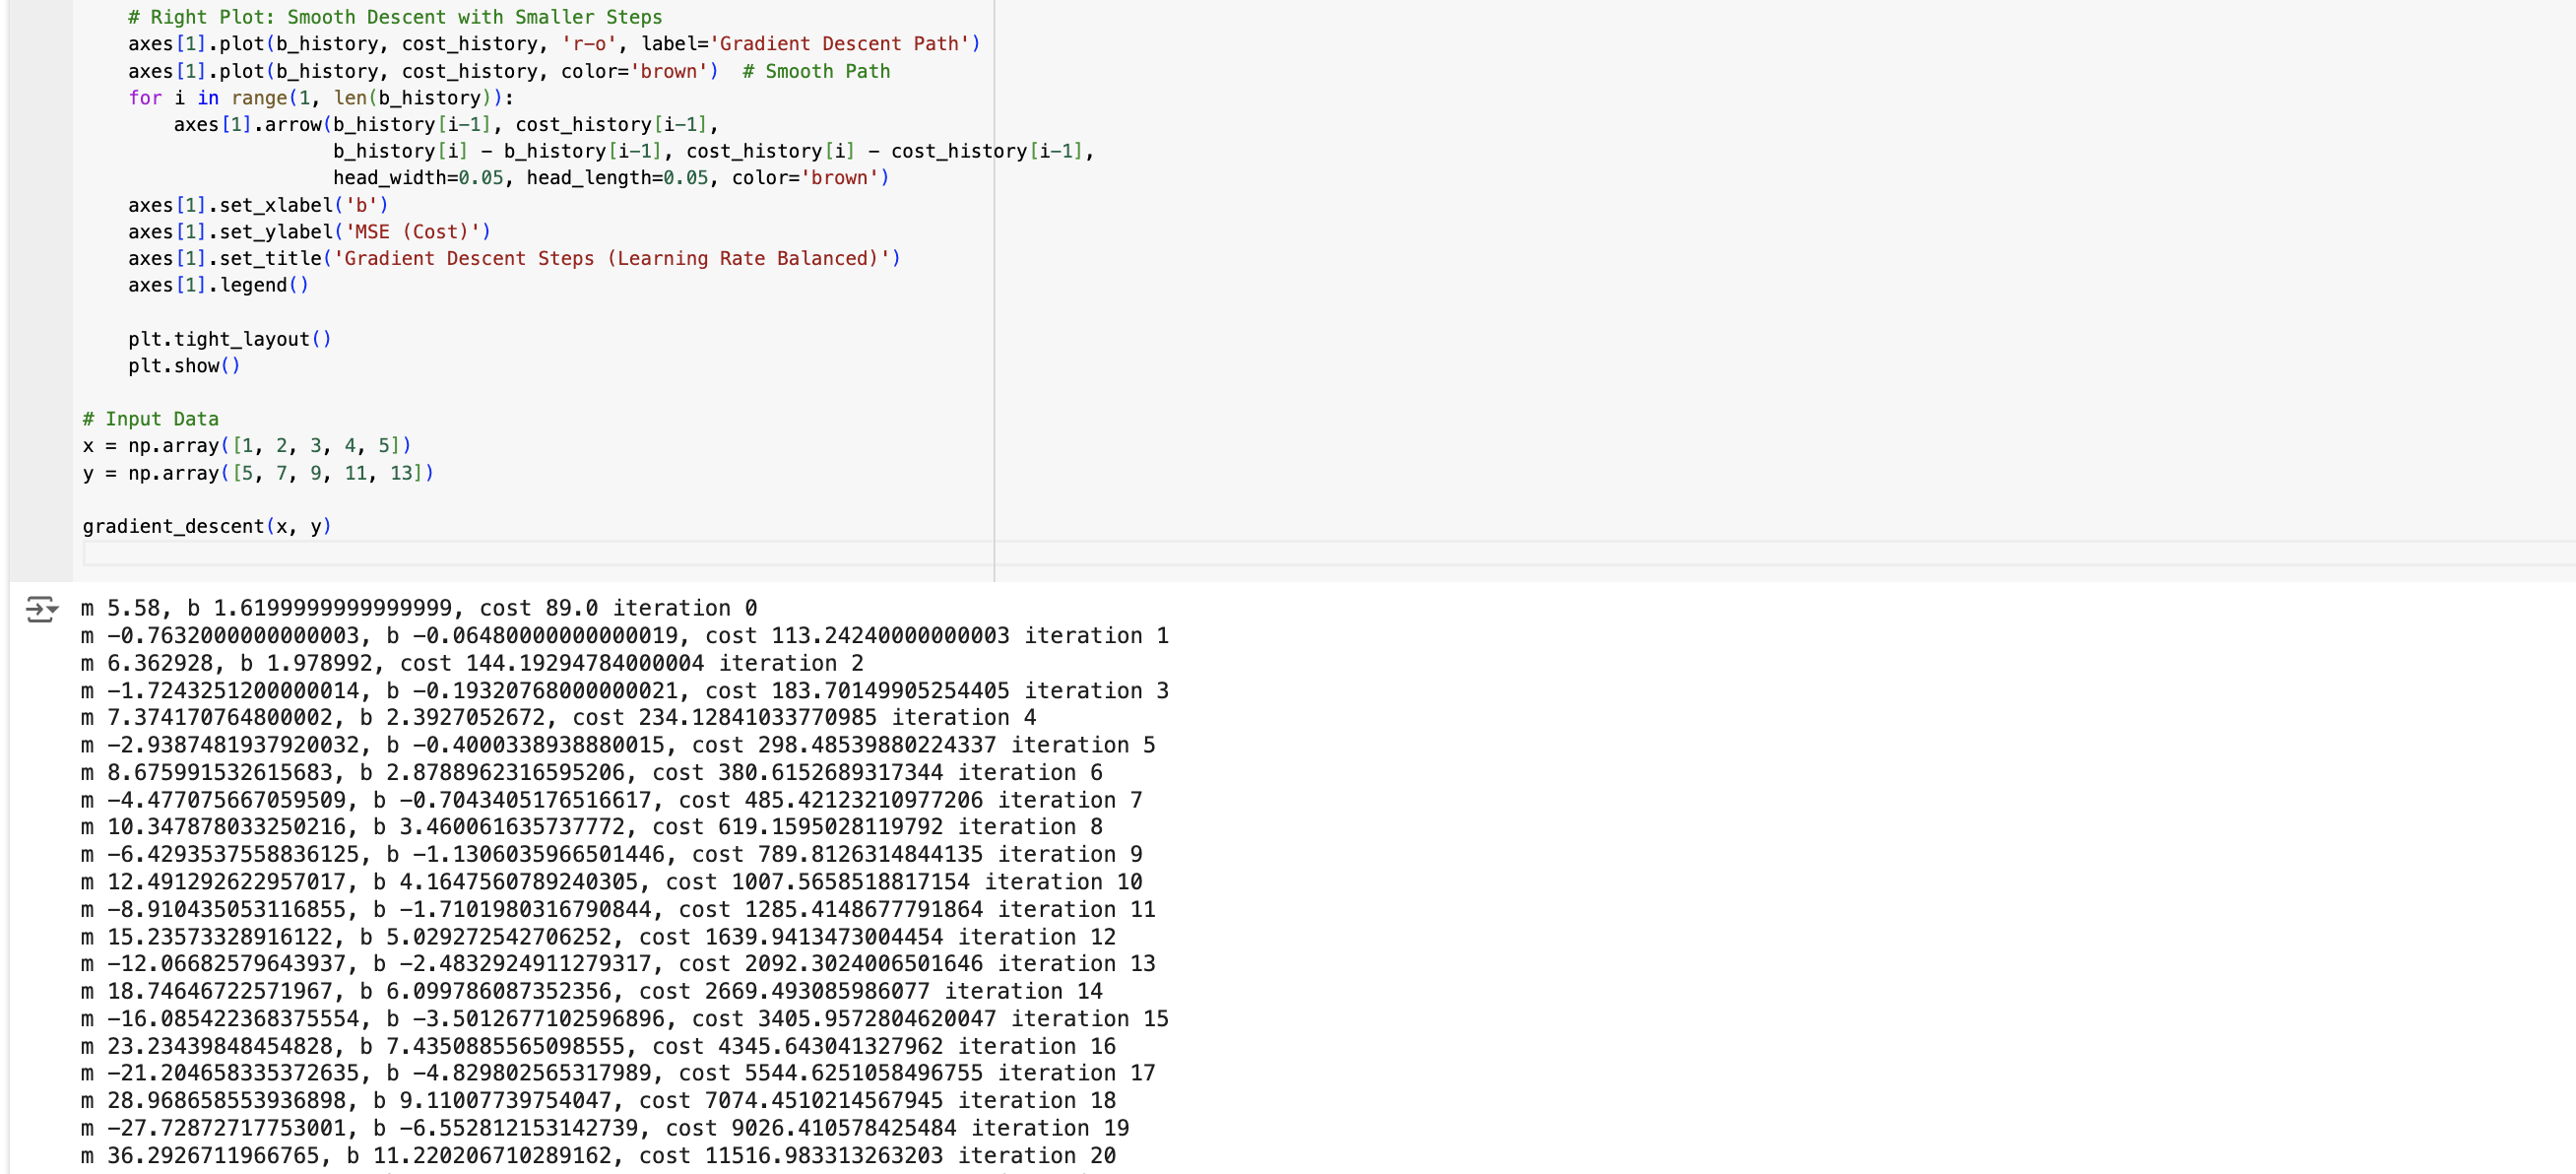 # Right Plot: Smooth Descent with Smaller Steps
axes[1].plot(b_history, cost_history, 'r-o', label='Gradient Descent Path')
axes[1].plot(b_history, cost_history, color='brown')  # Smooth Path
for i in range(1, len(b_history)):
axes[1].arrow(b_history[i-1], cost_history[i-1],
b_history[i] - b_history[i-1], cost_history[i] - cost_history[i-1],
head_width=0.05, head_length=0.05, color='brown')
axes[1].set_xlabel('b')
axes[1].set_ylabel('MSE (Cost)')
axes[1].set_title('Gradient Descent Steps (Learning Rate Balanced)')
axes[1].legend()
plt.tight_layout()
plt.show()
# Input Data
x = np.array([1, 2, 3, 4, 5])
y = np.array([5, 7, 9, 11, 13])
gradient_descent(x, y)
m 5.58, b 1.6199999999999999, cost 89.0 iteration 0
m -0.7632000000000003, b -0.06480000000000019, cost 113.24240000000003 iteration 1
m 6.362928, b 1.978992, cost 144.19294784000004 iteration 2
m -1.7243251200000014, b -0.19320768000000021, cost 183.70149905254405 iteration 3
m 7.374170764800002, b 2.3927052672, cost 234.12841033770985 iteration 4
m -2.9387481937920032, b -0.4000338938880015, cost 298.48539880224337 iteration 5
m 8.675991532615683, b 2.8788962316595206, cost 380.6152689317344 iteration 6
m -4.477075667059509, b -0.7043405176516617, cost 485.42123210977206 iteration 7
m 10.347878033250216, b 3.460061635737772, cost 619.1595028119792 iteration 8
m -6.4293537558836125, b -1.1306035966501446, cost 789.8126314844135 iteration 9
m 12.491292622957017, b 4.1647560789240305, cost 1007.5658518817154 iteration 10
m -8.910435053116855, b -1.7101980316790844, cost 1285.4148677791864 iteration 11
m 15.23573328916122, b 5.029272542706252, cost 1639.9413473004454 iteration 12
m -12.06682579643937, b -2.4832924911279317, cost 2092.3024006501646 iteration 13
m 18.74646722571967, b 6.099786087352356, cost 2669.493085986077 iteration 14
m -16.085422368375554, b -3.5012677102596896, cost 3405.9572804620047 iteration 15
m 23.23439848454828, b 7.4350885565098555, cost 4345.643041327962 iteration 16
m -21.204658335372635, b -4.829802565317989, cost 5544.6251058496755 iteration 17
m 28.968658553936898, b 9.11007739754047, cost 7074.4510214567945 iteration 18
m -27.72872717753001, b -6.552812153142739, cost 9026.410578425484 iteration 19
m 36.2926711966765, b 11.220206710289162, cost 11516.983313263203 iteration 20